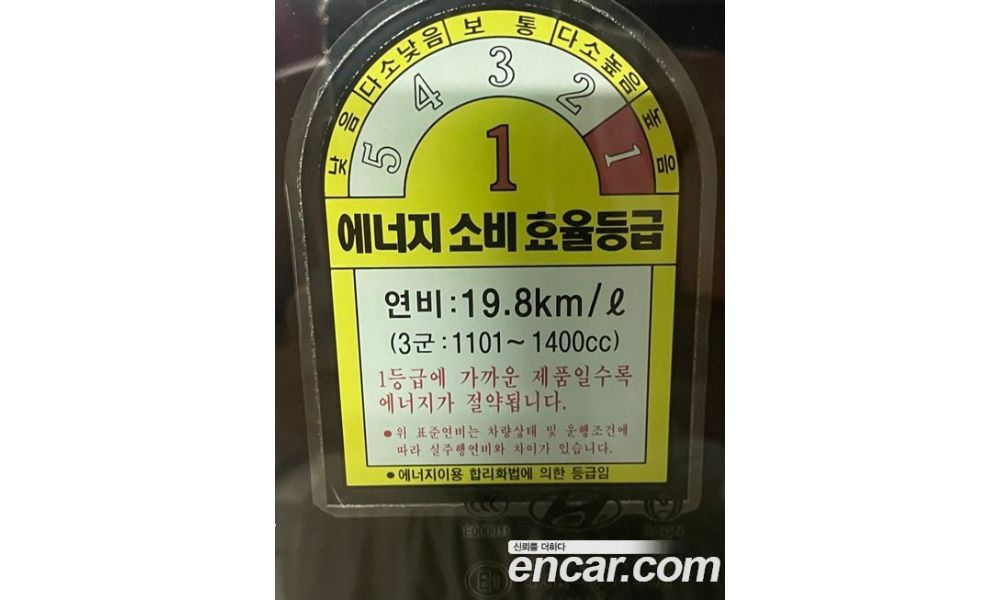 낮음 다소낮음 보통 다소높음 높음
5 4 3 2 1
1
에너지 소비 효율등급
연비:19.8km/ℓ
(3군:1101~1400cc)
1등급에 가까운 제품일수록
에너지가 절약됩니다.
● 위 표준연비는 차량상태 및 운행조건에
따라 실주행연비와 차이가 있습니다.
● 에너지이용 합리화법에 의한 등급임
E000011
신뢰를 더하다
encar.com